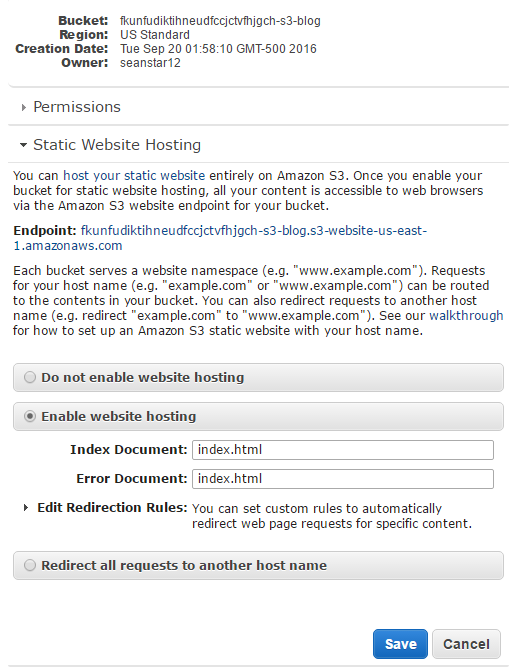 Bucket: fkunfudiktihneudfccjctvfhjgch-s3-blog
Region: US Standard
Creation Date: Tue Sep 20 01:58:10 GMT-500 2016
Owner: seanstar12
Permissions
Static Website Hosting
You can host your static website entirely on Amazon S3. Once you enable your
bucket for static website hosting, all your content is accessible to web browsers
via the Amazon S3 website endpoint for your bucket.
Endpoint: fkunfudiktihneudfccjctvfhjgch-s3-blog.s3-website-us-east-
1.amazonaws.com
Each bucket serves a website namespace (e.g. "www.example.com"). Requests
for your host name (e.g. "example.com" or "www.example.com") can be routed
to the contents in your bucket. You can also redirect requests to another host
name (e.g. redirect "example.com" to "www.example.com"). See our walkthrough
for how to set up an Amazon S3 static website with your host name.
Do not enable website hosting
Enable website hosting
Index Document: index.html
Error Document: index.html
Edit Redirection Rules: You can set custom rules to automatically
redirect web page requests for specific content.
Redirect all requests to another host name
Save Cancel